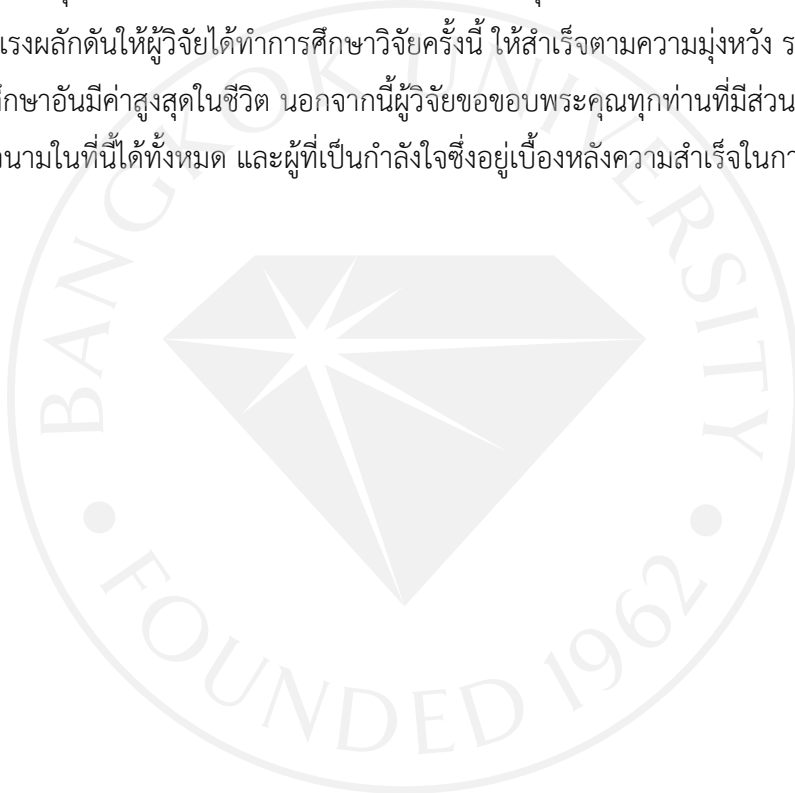 แรงผลักดันให้ผู้วิจัยได้ทำการศึกษาวิจัยครั้งนี้ ให้สำเร็จตามความมุ่งหวัง
อันมีค่าสูงสุดในชีวิต นอกจากนี้ผู้วิจัยขอขอบพระคุณทุกท่านที่มีส่วน
นามในที่นี้ได้ทั้งหมด และผู้ที่เป็นกำลังใจซึ่งอยู่เบื้องหลังความสำเร็จใน
BANGKOK UNIVERSITY
FOUNDED 1962